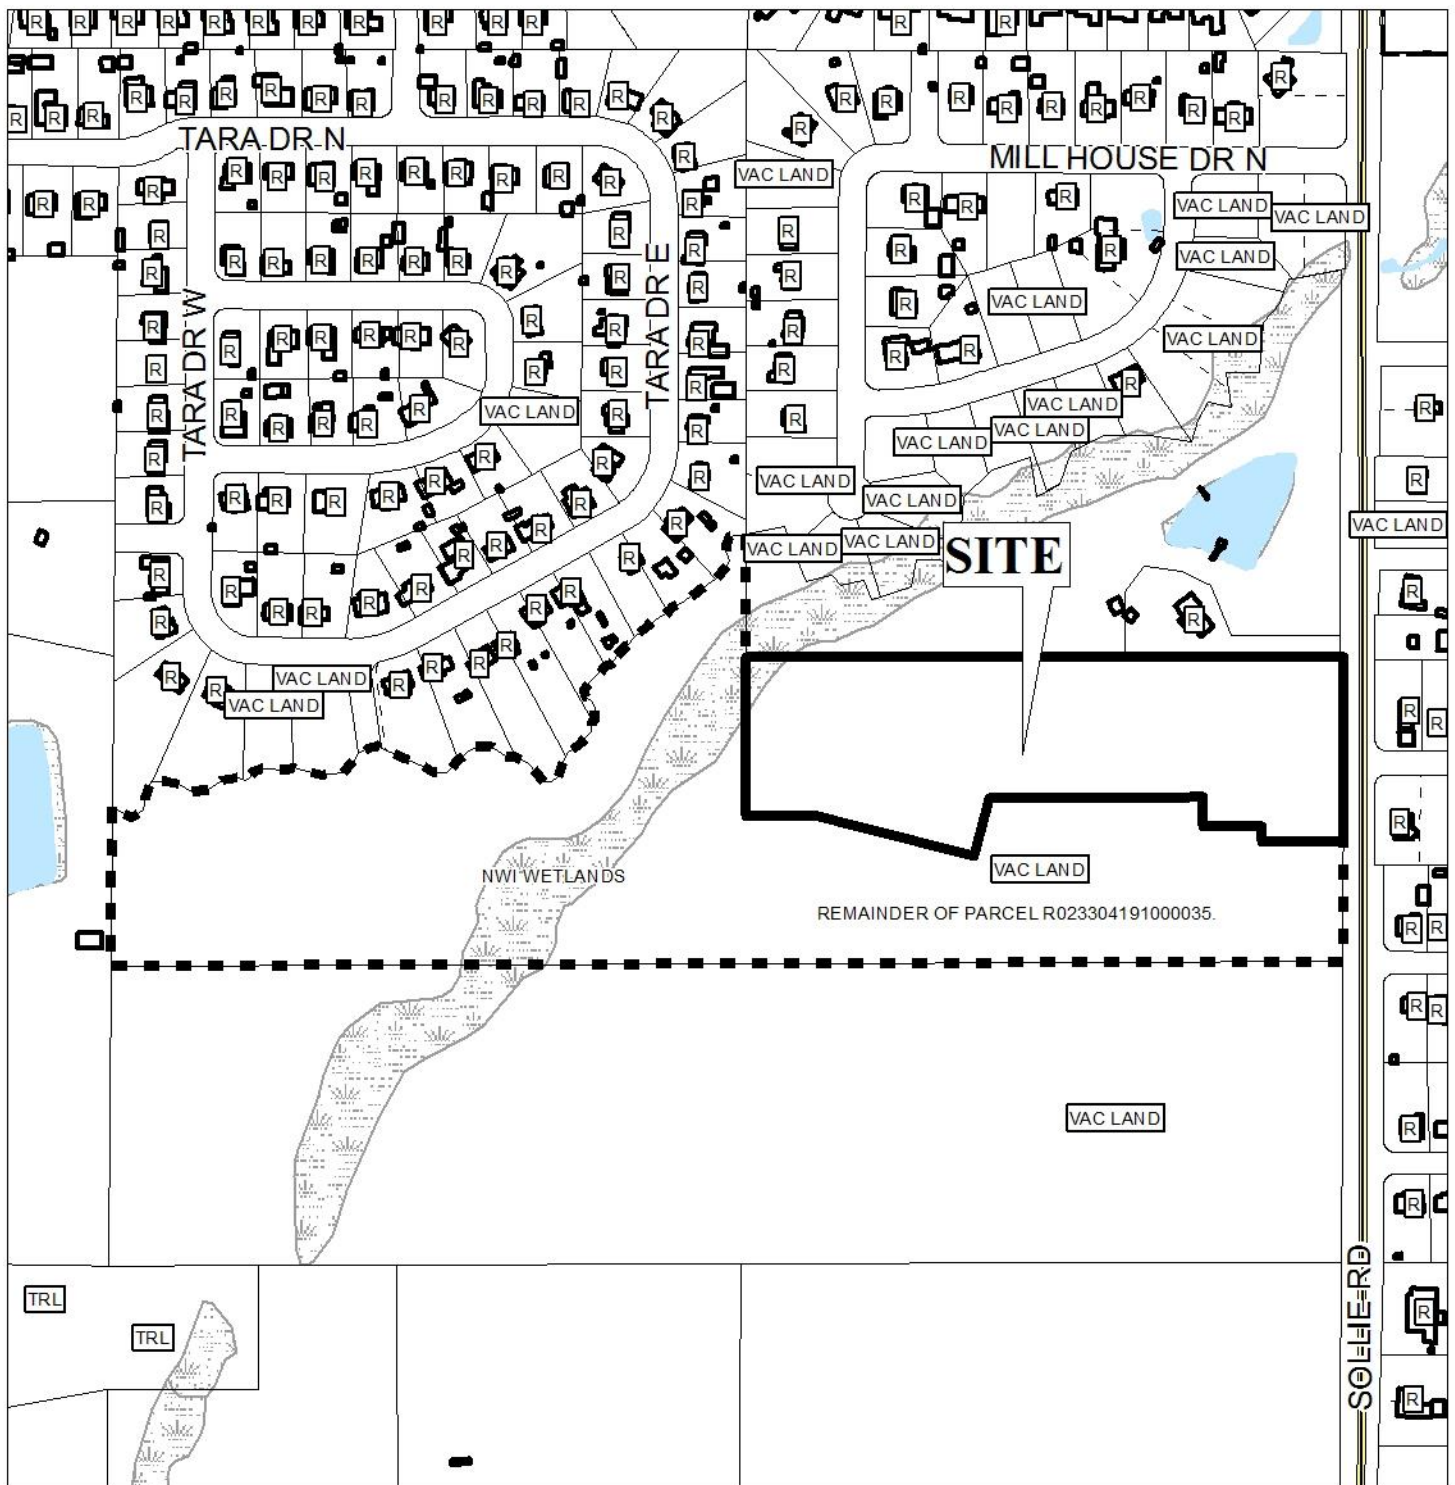 R R R R R R R R R R R R R
R R R R R R R R R R R R R R R R
R R R R R R R R R R R R
TARA DR N
MILL HOUSE DR N
VAC LAND
R R R R R R R R R R R R R
VAC LAND
VAC LAND
R R R R
R R R R R R R R R R R R
VAC LAND
TARA DR E
TARA DR W
VAC LAND
R R R R R R R
VAC LAND
R R R R R R R R R R R R R R R
VAC LAND
VAC LAND
R R R R R R R R R R
VAC LAND
VAC LAND
R R R R R R
VAC LAND
VAC LAND
R R R R R R R R R
VAC LAND
VAC LAND
VAC LAND
SITE
R R R R R R R R
R R R R R R R R R R
VAC LAND
VAC LAND
R R R R R R R R
R
NWI WETLANDS
VAC LAND
REMAINDER OF PARCEL R023304191000035.
R R
R R
VAC LAND
R
R
SOLLIE RD
TRL
TRL
R
R